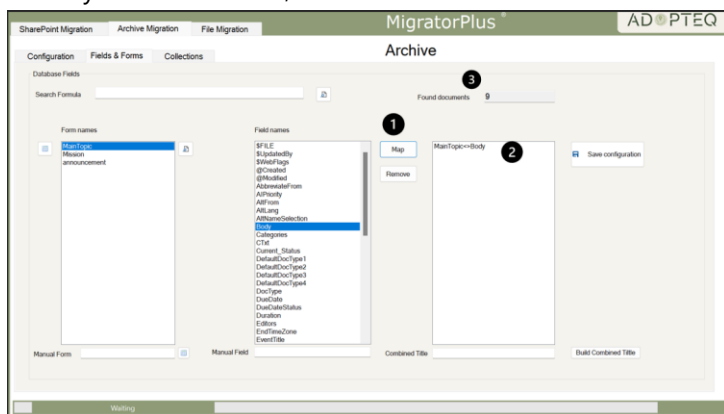 SharePoint Migration Archive Migration File Migration MigratorPlus ® ADOPTEQ
Configuration Fields & Forms Collections Archive
Database Fields
3
Search Formula Found documents 9
1
Form names Field names
MainTopic
Mission
announcement
$FILE
$UpdatedBy
$WebFlags
@Created
@Modified
AbbreviateFrom
AIPriority
AltFrom
AltLang
AltNameSelection
Body
Categories
CTxt
Current_Status
DefaultDocType1
DefaultDocType2
DefaultDocType3
DefaultDocType4
DocType
DueDate
DueDateStatus
Duration
Editors
EndTimeZone
EventTitle
Map
Remove
MainTopic<>Body
2
Save configuration
Manual Form Manual Field Combined Title Build Combined Title
Waiting